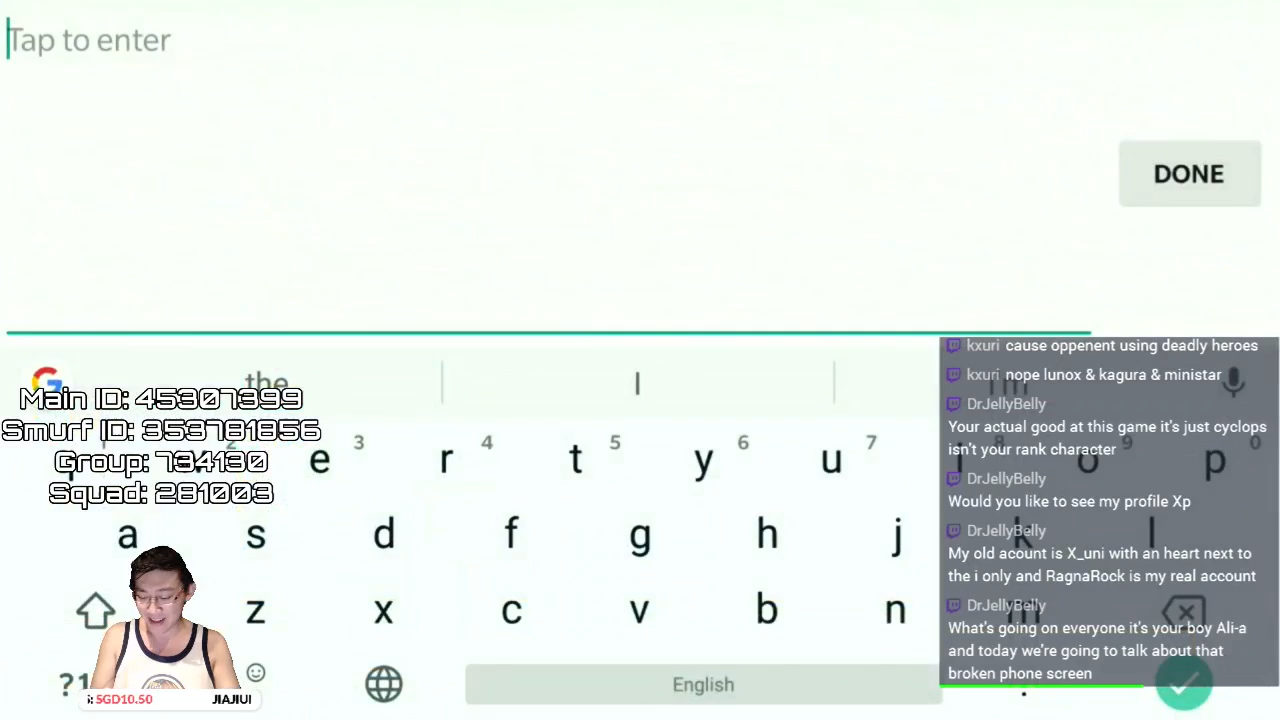 Tap to enter
DONE
the
I
I'm
Main ID: 45307399
Smurf ID: 353781856
Group: 734130
Squad: 281003
2 3 4 5 6 7 9 0
e r t y u i o p
a s d f g h j k l
z x c v b n m
?1
English
.
kxuri cause oppenent using deadly heroes
kxuri nope lunox & kagura & ministar
DrJellyBelly
Your actual good at this game it's just cyclops
isn't your rank character
DrJellyBelly
Would you like to see my profile Xp
DrJellyBelly
My old acount is X_uni with an heart next to
the i only and RagnaRock is my real account
DrJellyBelly
What's going on everyone it's your boy Ali-a
and today we're going to talk about that
broken phone screen
: SGD10.50 JIAJIUI